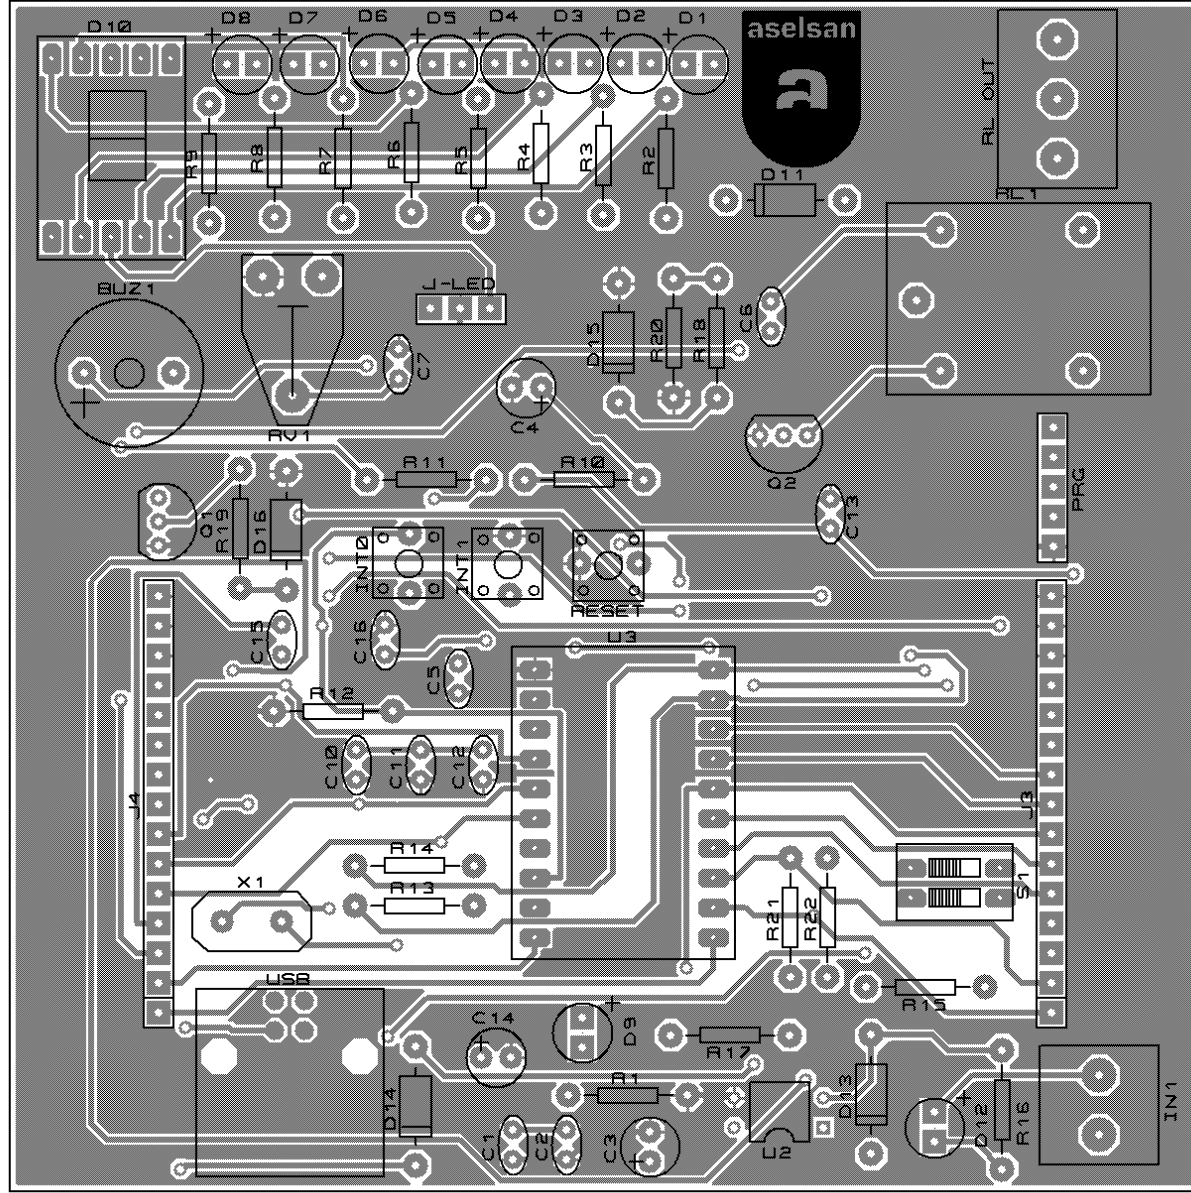 D10
D8
D7
D6
D5
D4
D3
D2
D1
aselsan
a
RL OUT
R9
R8
R7
R6
R5
R4
R3
R2
D11
RL1
BUZ1
J-LED
C7
D15
R20
R18
C6
RV1
C4
R11
R10
Q2
PRG
Q1
R19
D16
INT0
INT1
RESET
C13
C15
C16
C5
U3
R12
C10
C11
C12
J4
J3
R14
R13
X1
R21
R22
S1
USB
C14
D9
R17
R15
D14
R1
D13
D12
R16
IN1
C1
C2
C3
U2